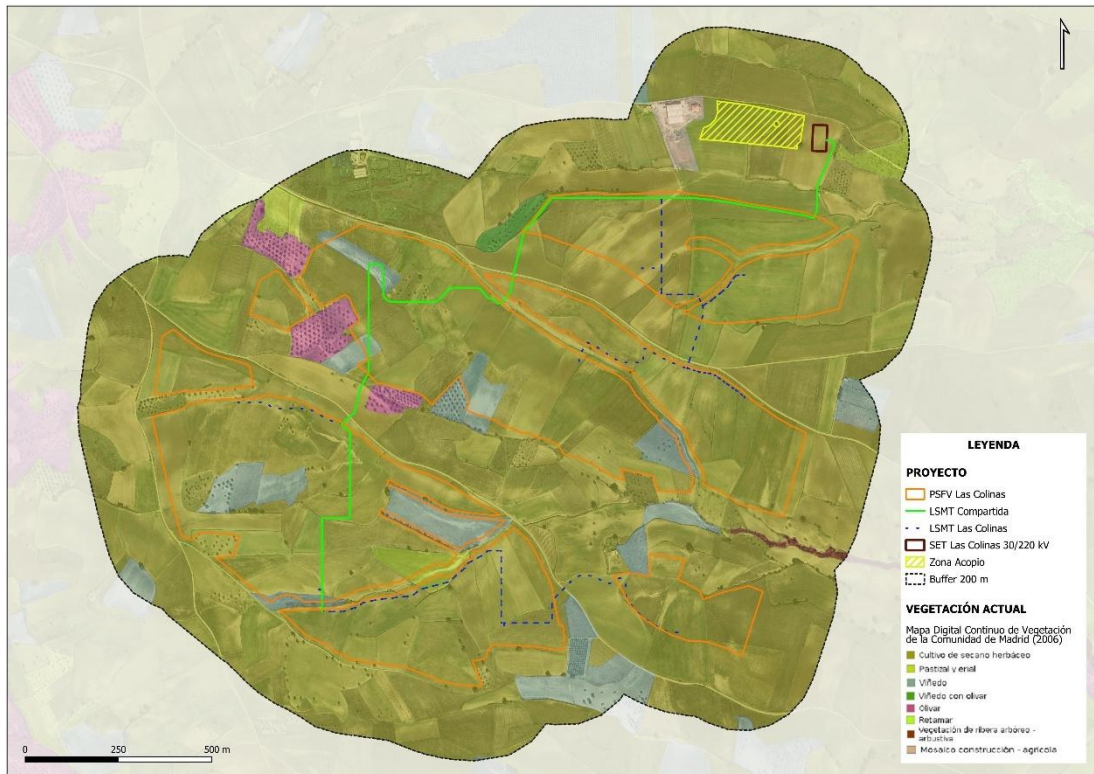 LEYENDA
PROYECTO
PSFV Las Colinas
LSMT Compartida
LSMT Las Colinas
SET Las Colinas 30/220 kV
Zona Acopio
Buffer 200 m
VEGETACIÓN ACTUAL
Mapa Digital Continuo de Vegetación
de la Comunidad de Madrid (2006)
Cultivo de secano herbáceo
Pastizal y erial
Viñedo
Viñedo con olivar
Olivar
Retamar
Vegetación de ribera arbóreo -
arbustiva
Mosaico construcción - agrícola
0 250 500 m